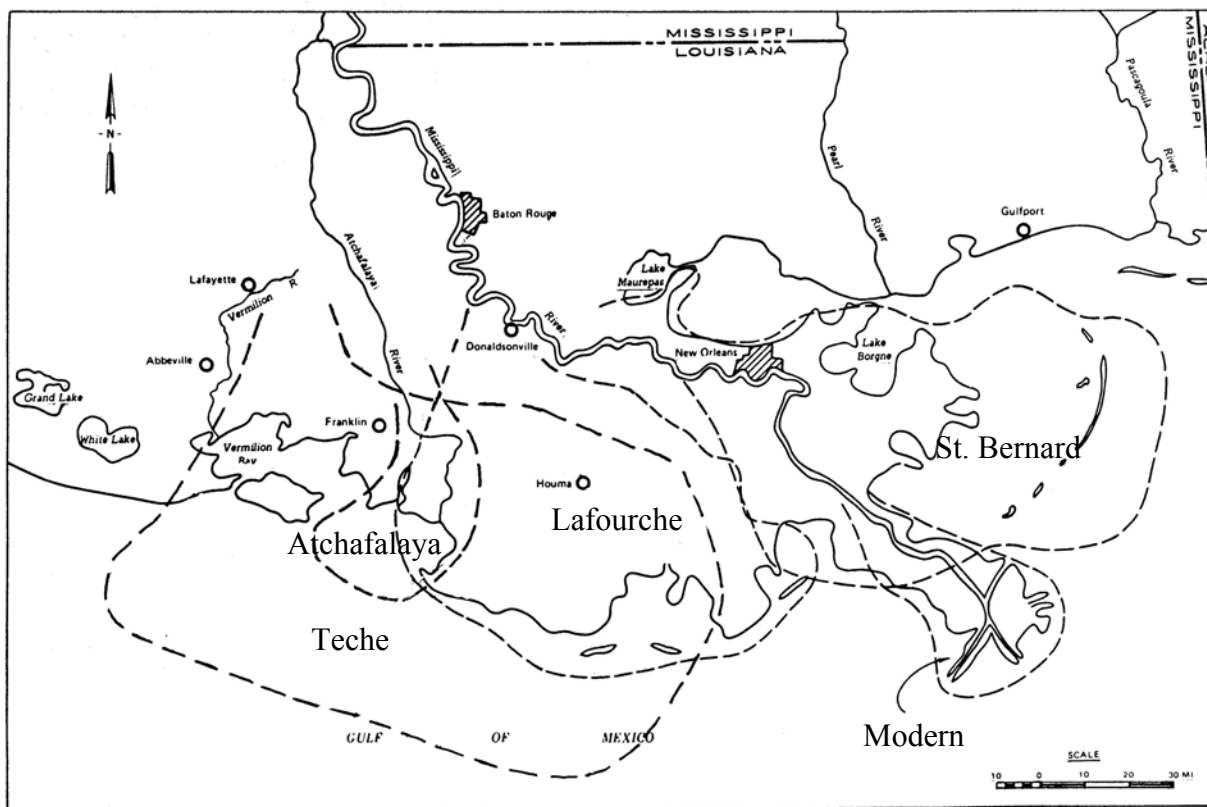 MISSISSIPPI
LOUISIANA
MISSISSIPPI
N
Mississippi
Pascagoula
River
Pearl
River
Baton Rouge
Gulfport
Atchafalaya
River
Lafayette
Vermilion R.
Lake
Maurepas
Donaldsonville
River
New Orleans
Lake
Borgne
Abbeville
Grand Lake
White Lake
Franklin
Vermilion
Bay
St. Bernard
Houma
Lafourche
Atchafalaya
Teche
Modern
GULF OF MEXICO
SCALE
10 0 10 20 30 MI